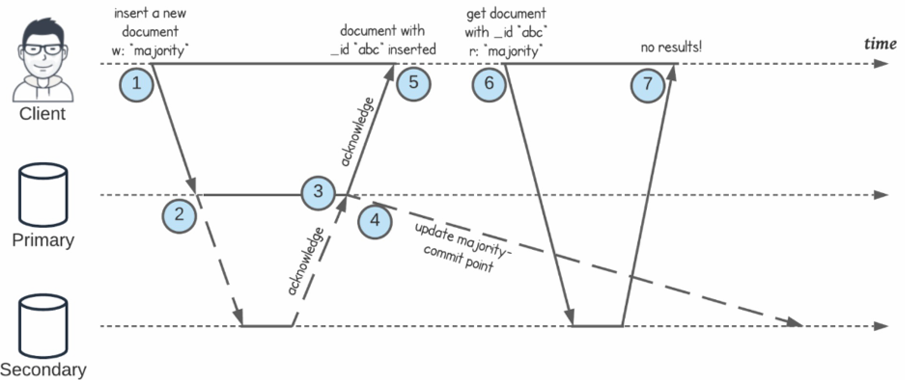 insert a new
document
w: "majority"
document with
_id "abc" inserted
get document
with _id "abc"
r: "majority"
no results!
time
1
5
6
7
Client
acknowledge
2
3
4
Primary
acknowledge
update majority-
commit point
Secondary